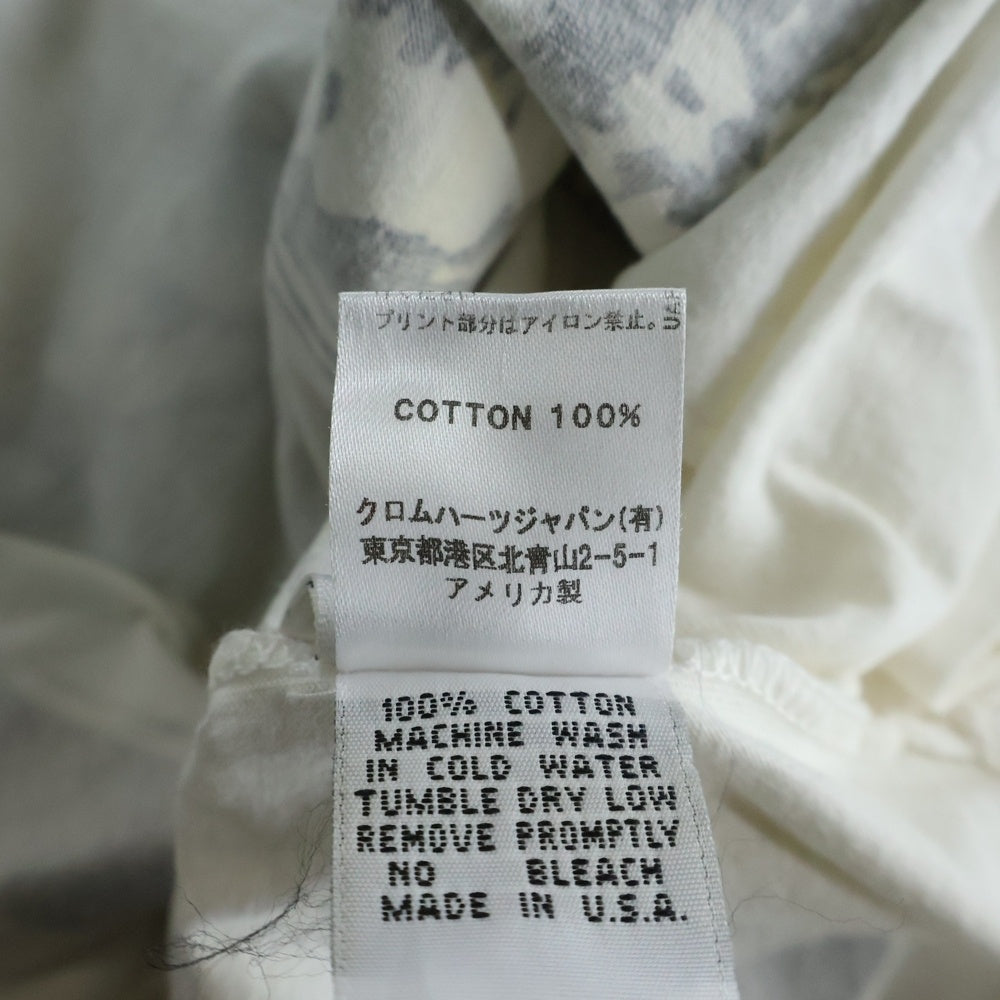 プリント部分はアイロン禁止。
COTTON 100%
クロムハーツジャパン(有)
東京都港区北青山2-5-1
アメリカ製
100% COTTON
MACHINE WASH
IN COLD WATER
TUMBLE DRY LOW
REMOVE PROMPTLY
NO BLEACH
MADE IN U.S.A.